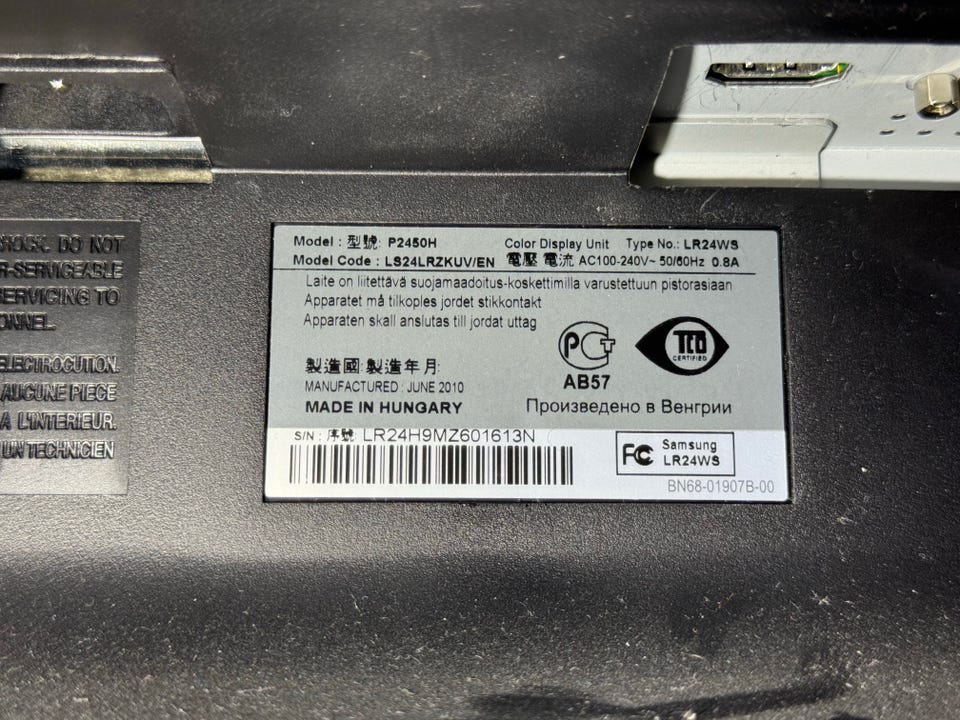 SHOCK. DO NOT
R-SERVICEABLE
SERVICING TO
ONNEL.
ELECTROCUTION.
AUCUNE PIECE
A L'INTERIEUR.
UN TECHNICIEN
Model : 型號: P2450H Color Display Unit Type No.: LR24WS
Model Code : LS24LRZKUV/EN 電壓 電流 AC100-240V~ 50/60Hz 0.8A
Laite on liitettävä suojamaadoitus-koskettimilla varustettuun pistorasiaan
Apparatet må tilkoples jordet stikkontakt
Apparaten skall anslutas till jordat uttag
PCT
AB57
TCO
CERTIFIED
製造國: 製造年月:
MANUFACTURED : JUNE 2010
MADE IN HUNGARY Произведено в Венгрии
S/N : 序號: LR24H9MZ601613N
FC Samsung
LR24WS
BN68-01907B-00